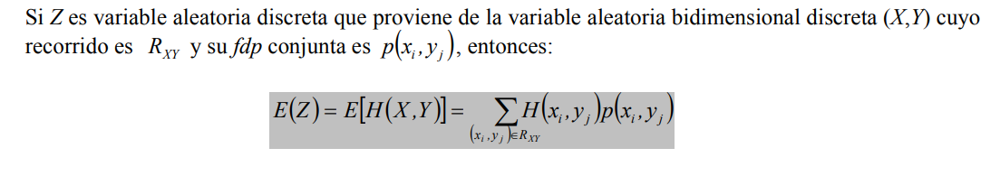 Si Z es variable aleatoria discreta que proviene de la variable aleatoria bidimensional discreta (X,Y) cuyo
recorrido es R_{XY} y su fdp conjunta es p(x_i, y_j), entonces:
E(Z) = E[H(X,Y)] = \sum_{(x_i, y_j) \in R_{XY}} H(x_i, y_j) p(x_i, y_j)